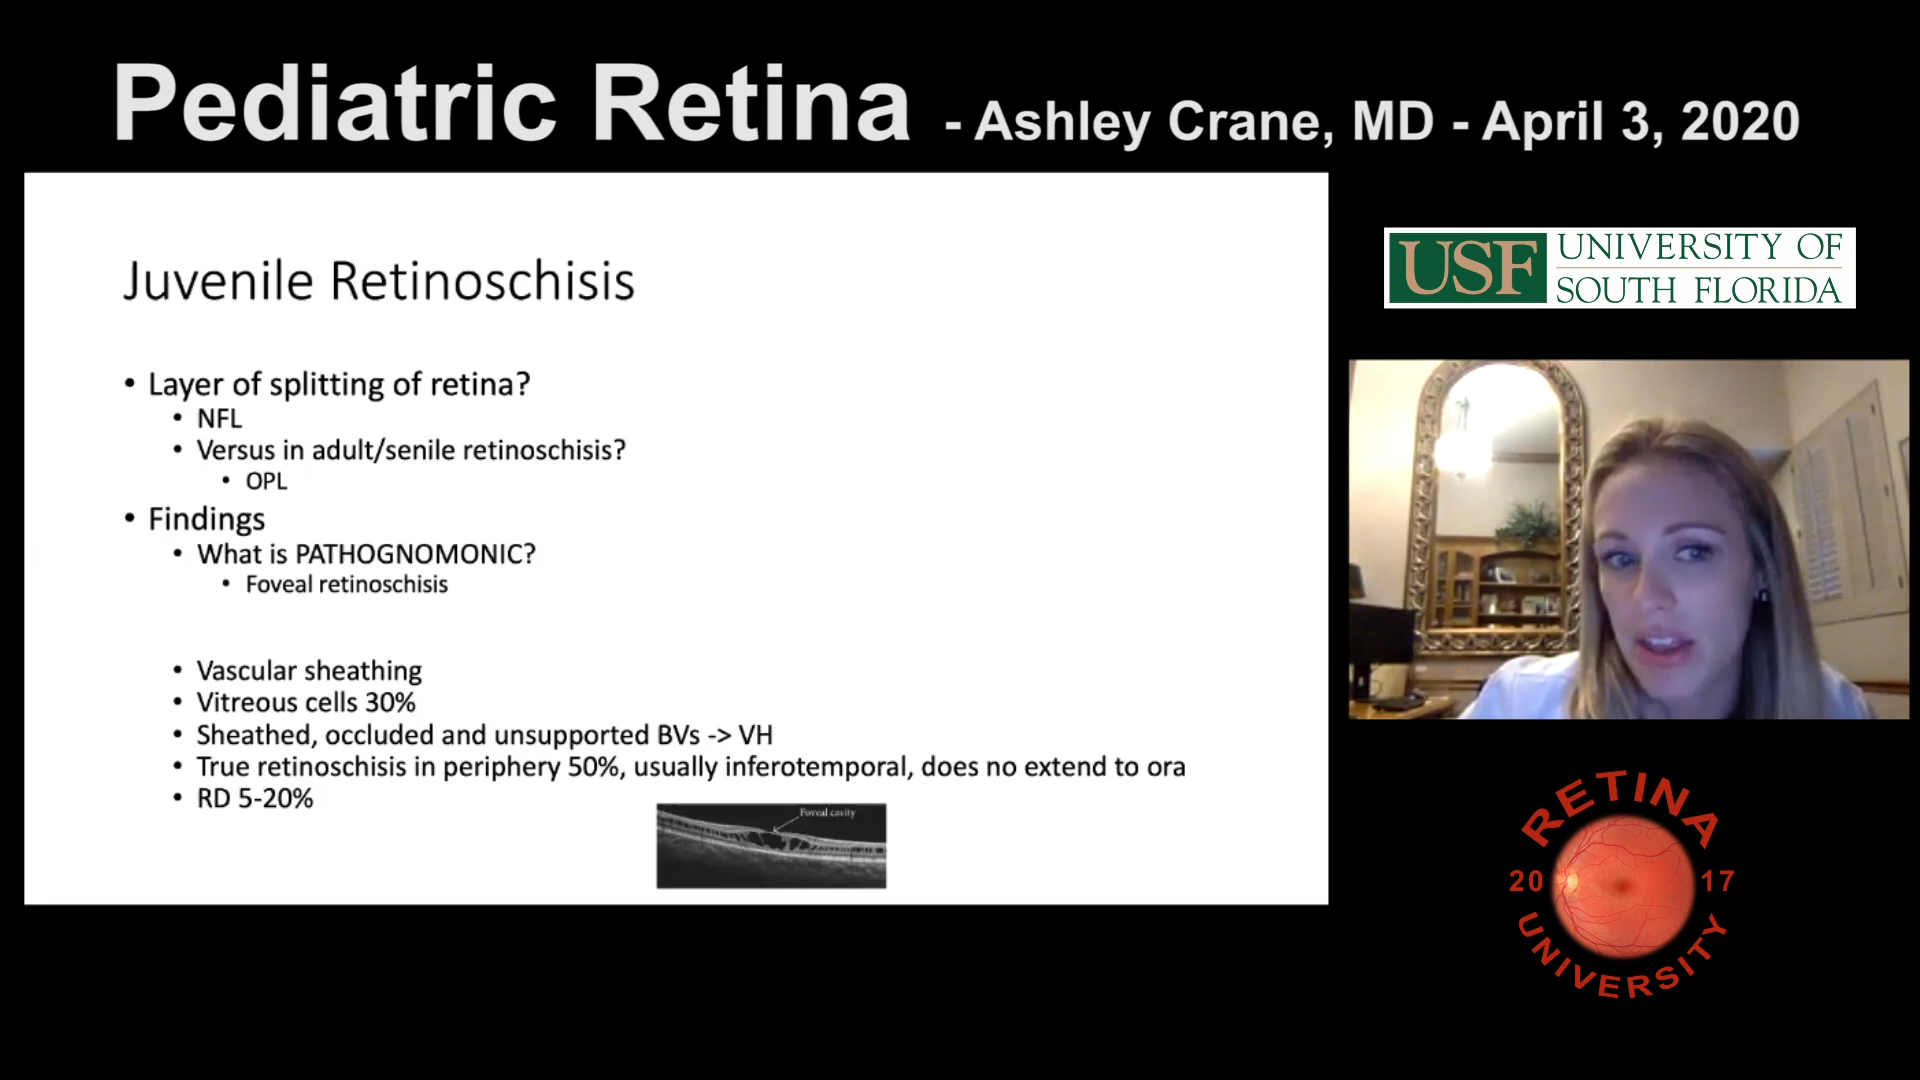 Pediatric Retina - Ashley Crane, MD - April 3, 2020
Juvenile Retinoschisis
• Layer of splitting of retina?
• NFL
• Versus in adult/senile retinoschisis?
• OPL
• Findings
• What is PATHOGNOMONIC?
• Foveal retinoschisis
• Vascular sheathing
• Vitreous cells 30%
• Sheathed, occluded and unsupported BVs -> VH
• True retinoschisis in periphery 50%, usually inferotemporal, does no extend to ora
• RD 5-20%
Foveal cavity
USF UNIVERSITY OF
SOUTH FLORIDA
RETINA
20 17
UNIVERSITY